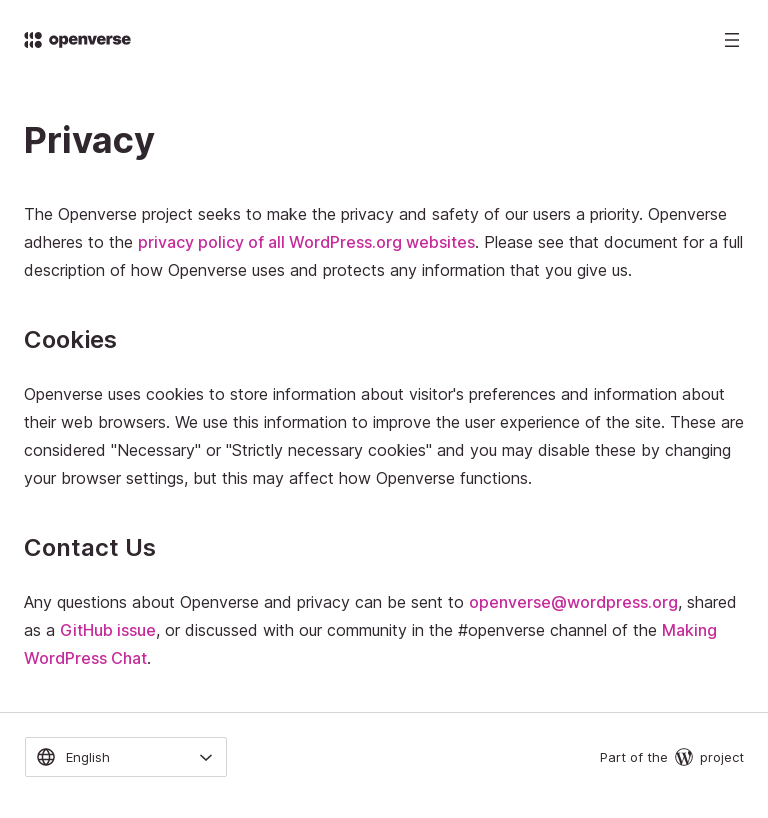 openverse
Privacy
The Openverse project seeks to make the privacy and safety of our users a priority. Openverse
adheres to the privacy policy of all WordPress.org websites. Please see that document for a full
description of how Openverse uses and protects any information that you give us.
Cookies
Openverse uses cookies to store information about visitor's preferences and information about
their web browsers. We use this information to improve the user experience of the site. These are
considered "Necessary" or "Strictly necessary cookies" and you may disable these by changing
your browser settings, but this may affect how Openverse functions.
Contact Us
Any questions about Openverse and privacy can be sent to openverse@wordpress.org, shared
as a GitHub issue, or discussed with our community in the #openverse channel of the Making
WordPress Chat.
English
Part of the project